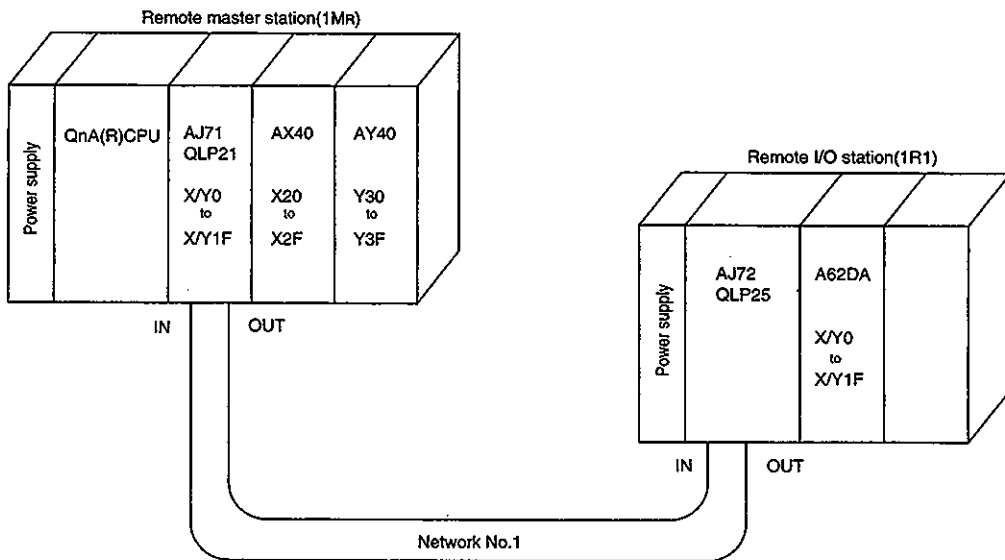 Remote master station(1MR)
Power supply
QnA(R)CPU
AJ71
QLP21
X/Y0
to
X/Y1F
AX40
X20
to
X2F
AY40
Y30
to
Y3F
IN
OUT
Remote I/O station(1R1)
Power supply
AJ72
QLP25
A62DA
X/Y0
to
X/Y1F
IN
OUT
Network No.1